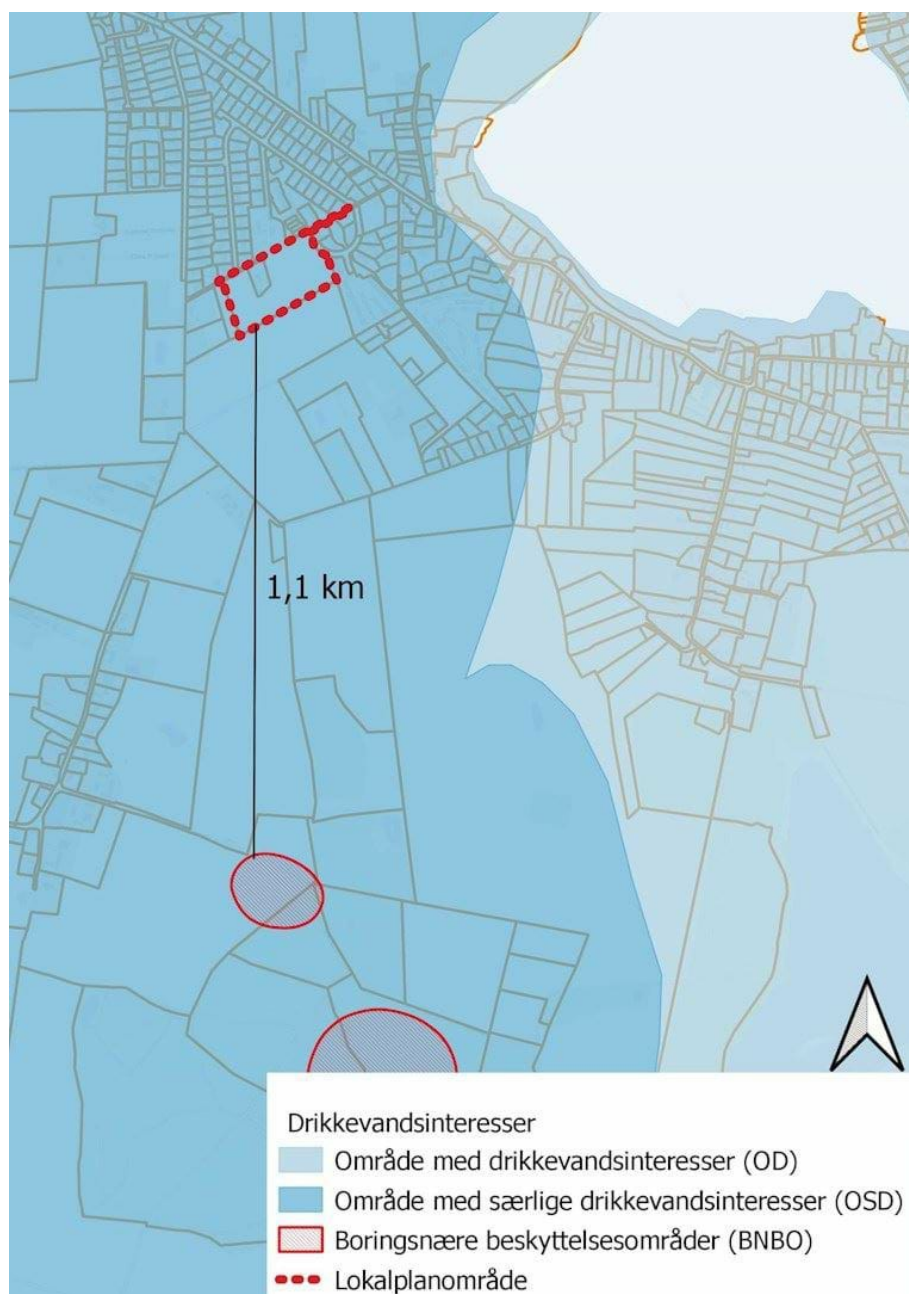 1,1 km
Drikkevandsinteresser
Område med drikkevandsinteresser (OD)
Område med særlige drikkevandsinteresser (OSD)
Boringsnære beskyttelsesområder (BNBO)
Lokalplanområde